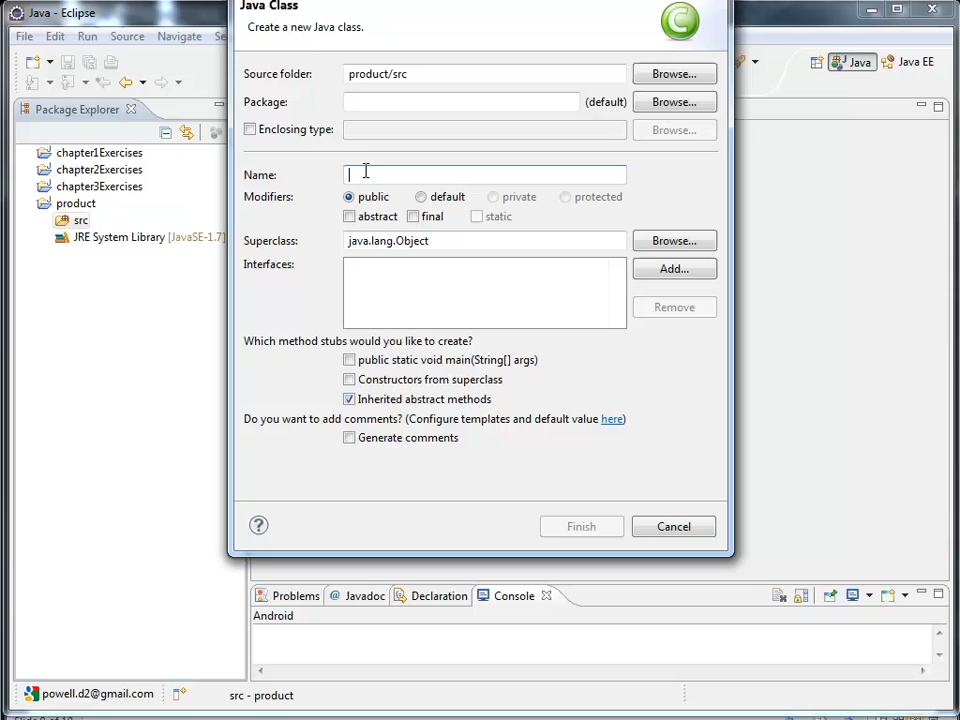 Java - Eclipse
File Edit Run Source Navigate
Java Java EE
Package Explorer
chapter1Exercises
chapter2Exercises
chapter3Exercises
product
src
JRE System Library [JavaSE-1.7]
Java Class
Create a new Java class.
Source folder: product/src Browse...
Package: (default) Browse...
Enclosing type: Browse...
Name:
Modifiers: public default private protected
abstract final static
Superclass: java.lang.Object Browse...
Interfaces: Add...
Remove
Which method stubs would you like to create?
public static void main(String[] args)
Constructors from superclass
Inherited abstract methods
Do you want to add comments? (Configure templates and default value here)
Generate comments
Finish Cancel
Problems Javadoc Declaration Console
Android
powell.d2@gmail.com src - product